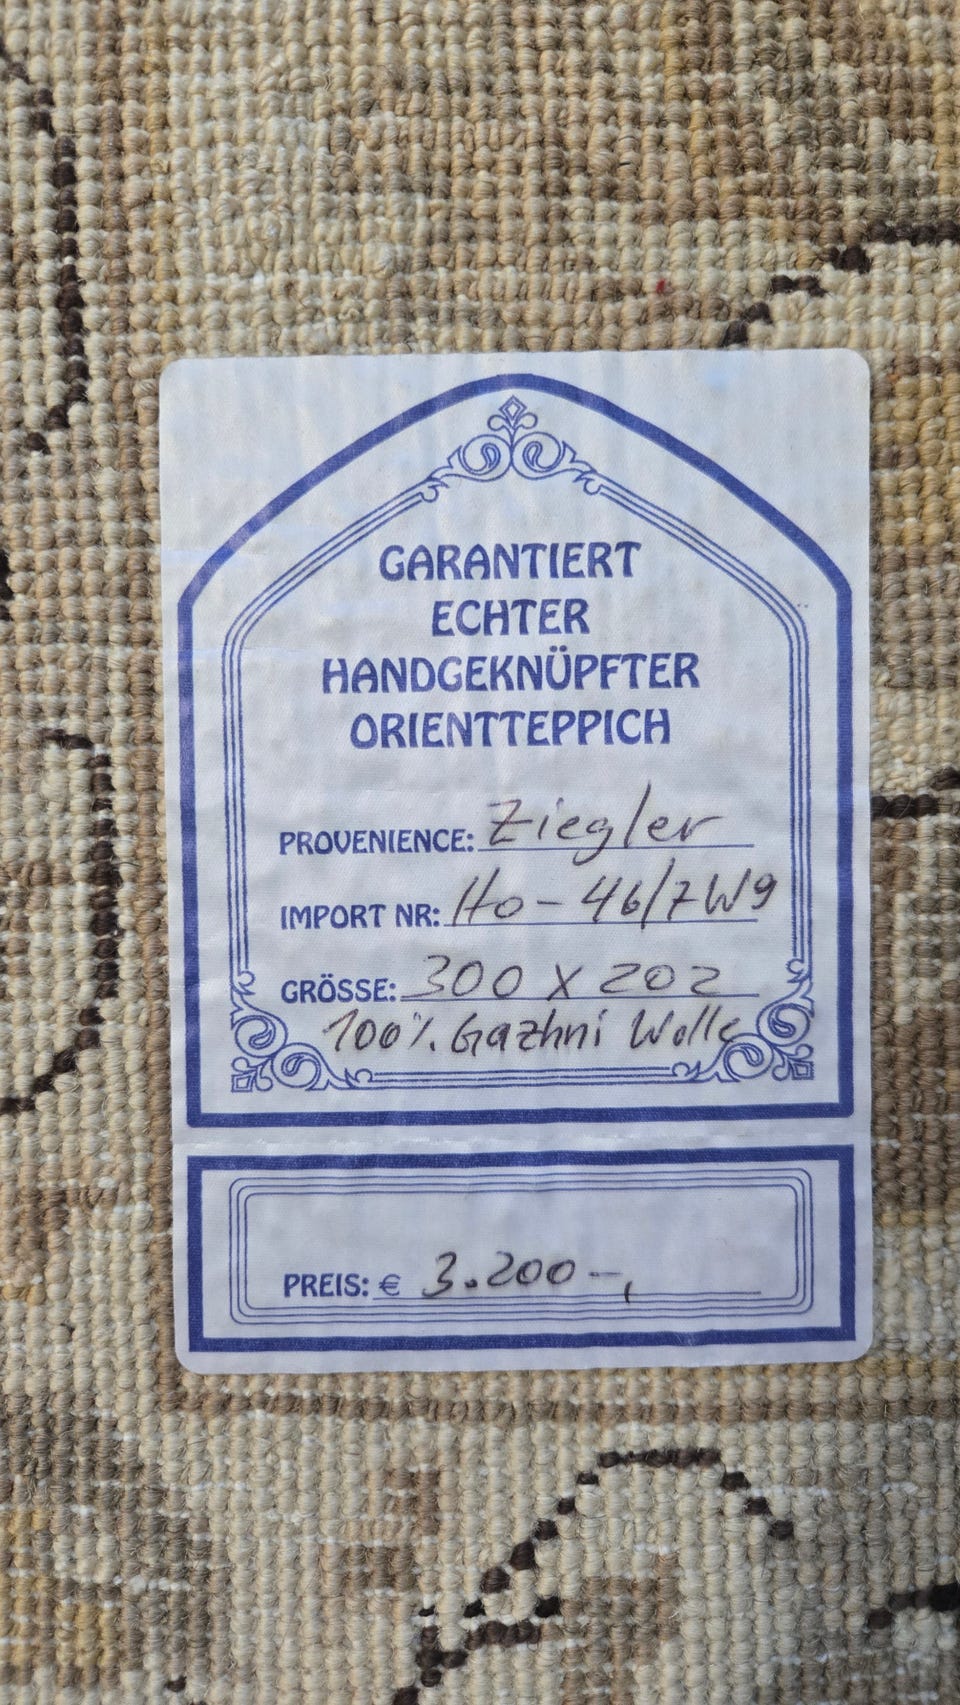 GARANTIERT
ECHTER
HANDGEKNÜPFTER
ORIENTTEPPICH
PROVENIENCE: Ziegler
IMPORT NR: Ho-46/7W9
GRÖSSE: 300 X 202
100% Gazhni Wolle
PREIS: € 3.200-,